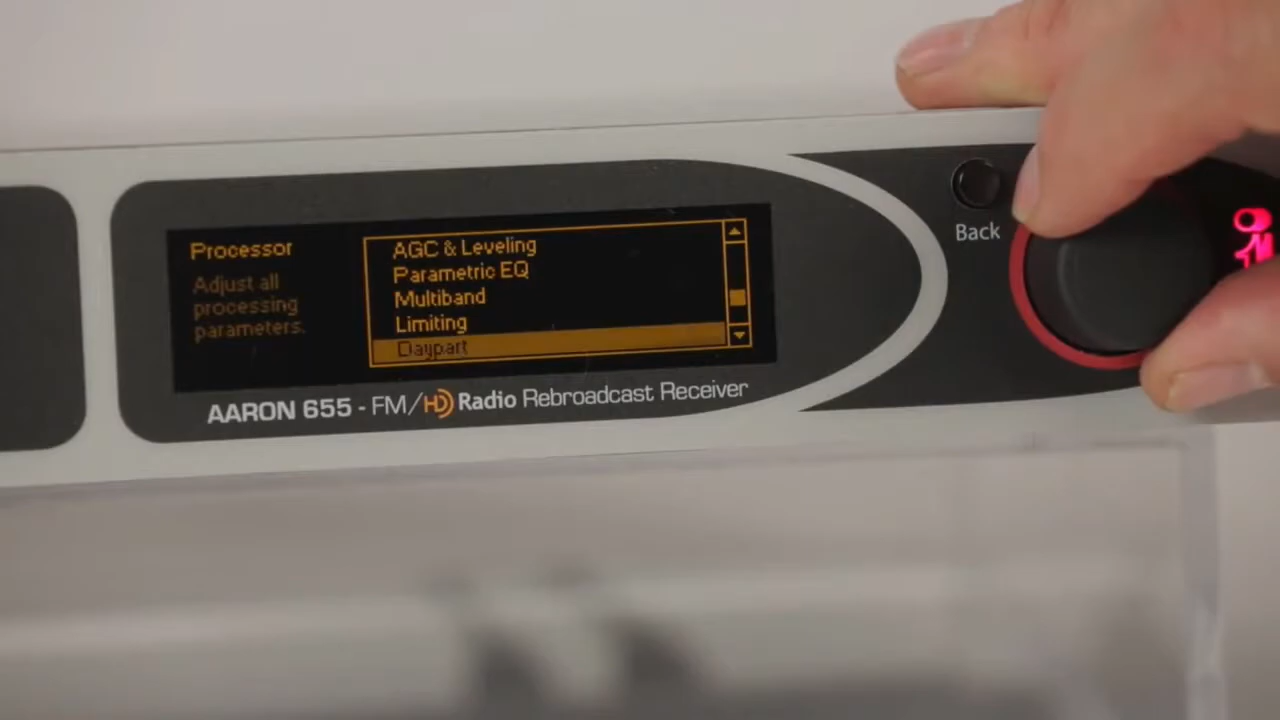 Processor
Adjust all
processing
parameters.
AGC & Leveling
Parametric EQ
Multiband
Limiting
Daypart
AARON 655 - FM/HD Radio Rebroadcast Receiver
Back